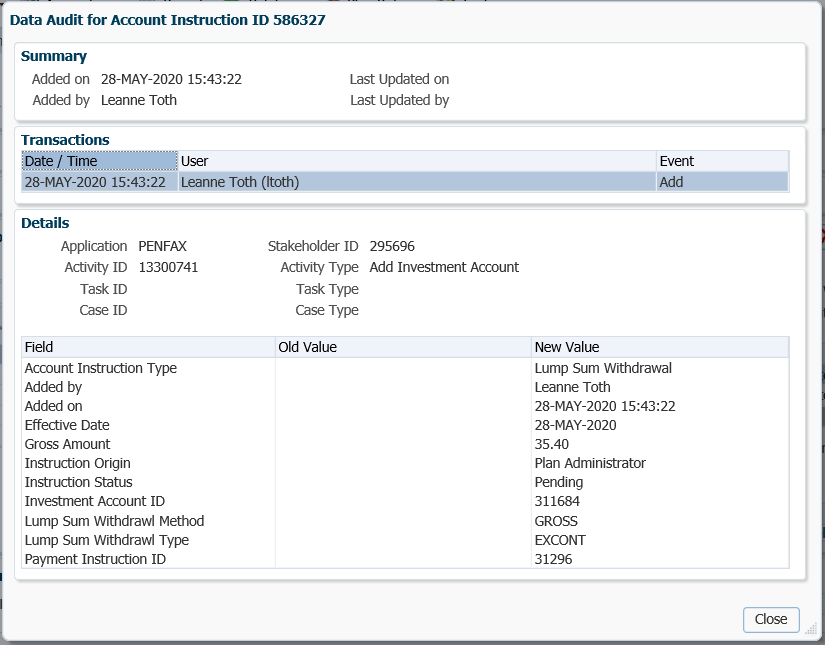 Data Audit for Account Instruction ID 586327
Summary
Added on 28-MAY-2020 15:43:22 Last Updated on
Added by Leanne Toth Last Updated by
Transactions
Date / Time User Event
28-MAY-2020 15:43:22 Leanne Toth (ltoth) Add
Details
Application PENFAX Stakeholder ID 295696
Activity ID 13300741 Activity Type Add Investment Account
Task ID Task Type
Case ID Case Type
Field Old Value New Value
Account Instruction Type Lump Sum Withdrawal
Added by Leanne Toth
Added on 28-MAY-2020 15:43:22
Effective Date 28-MAY-2020
Gross Amount 35.40
Instruction Origin Plan Administrator
Instruction Status Pending
Investment Account ID 311684
Lump Sum Withdrawl Method GROSS
Lump Sum Withdrawl Type EXCONT
Payment Instruction ID 31296
Close